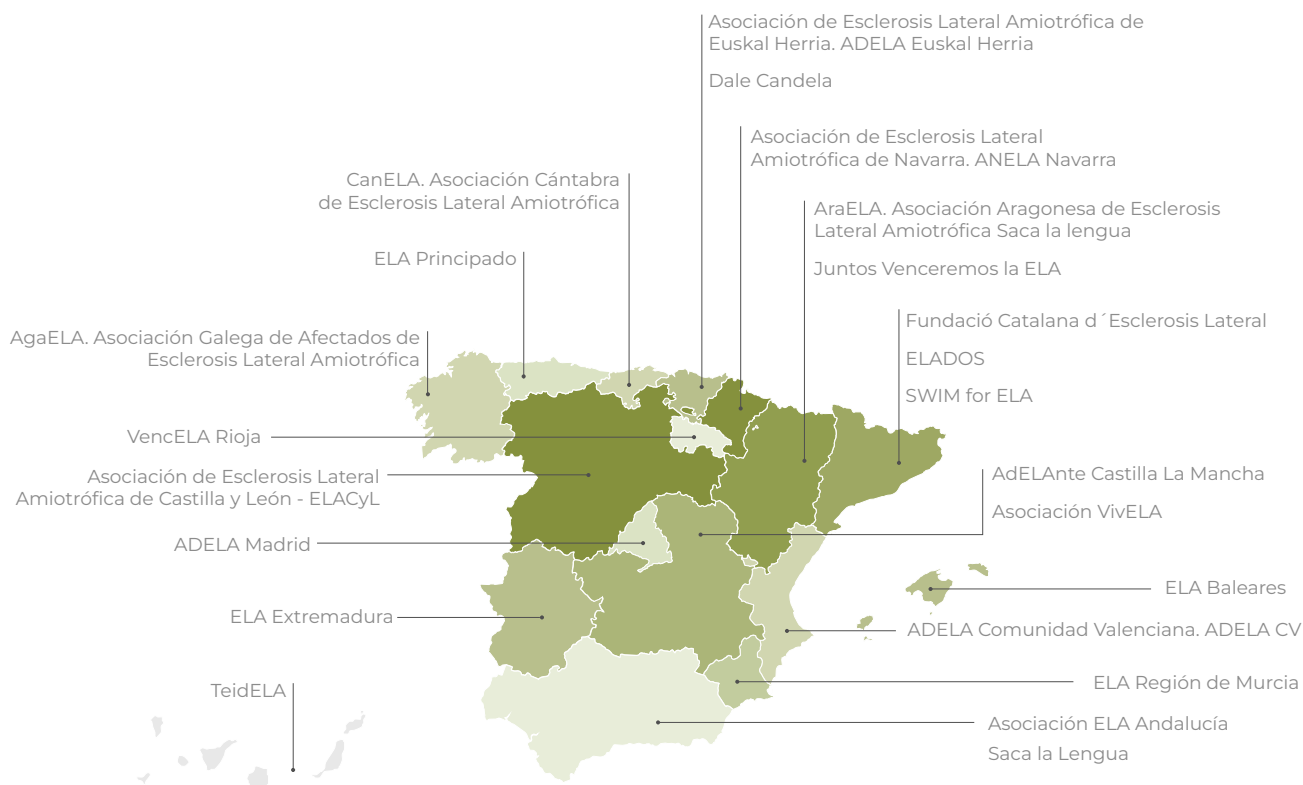 Asociación de Esclerosis Lateral Amiotrófica de
Euskal Herria. ADELA Euskal Herria
Dale Candela
Asociación de Esclerosis Lateral
Amiotrófica de Navarra. ANELA Navarra
CanELA. Asociación Cántabra
de Esclerosis Lateral Amiotrófica
AraELA. Asociación Aragonesa de Esclerosis
Lateral Amiotrófica Saca la lengua
ELA Principado
Juntos Venceremos la ELA
AgaELA. Asociación Galega de Afectados de
Esclerosis Lateral Amiotrófica
Fundació Catalana d´Esclerosis Lateral
ELADOS
SWIM for ELA
VencELA Rioja
Asociación de Esclerosis Lateral
Amiotrófica de Castilla y León - ELACyL
AdELAnte Castilla La Mancha
Asociación VivELA
ADELA Madrid
ELA Baleares
ELA Extremadura
ADELA Comunidad Valenciana. ADELA CV
TeidELA
ELA Región de Murcia
Asociación ELA Andalucía
Saca la Lengua